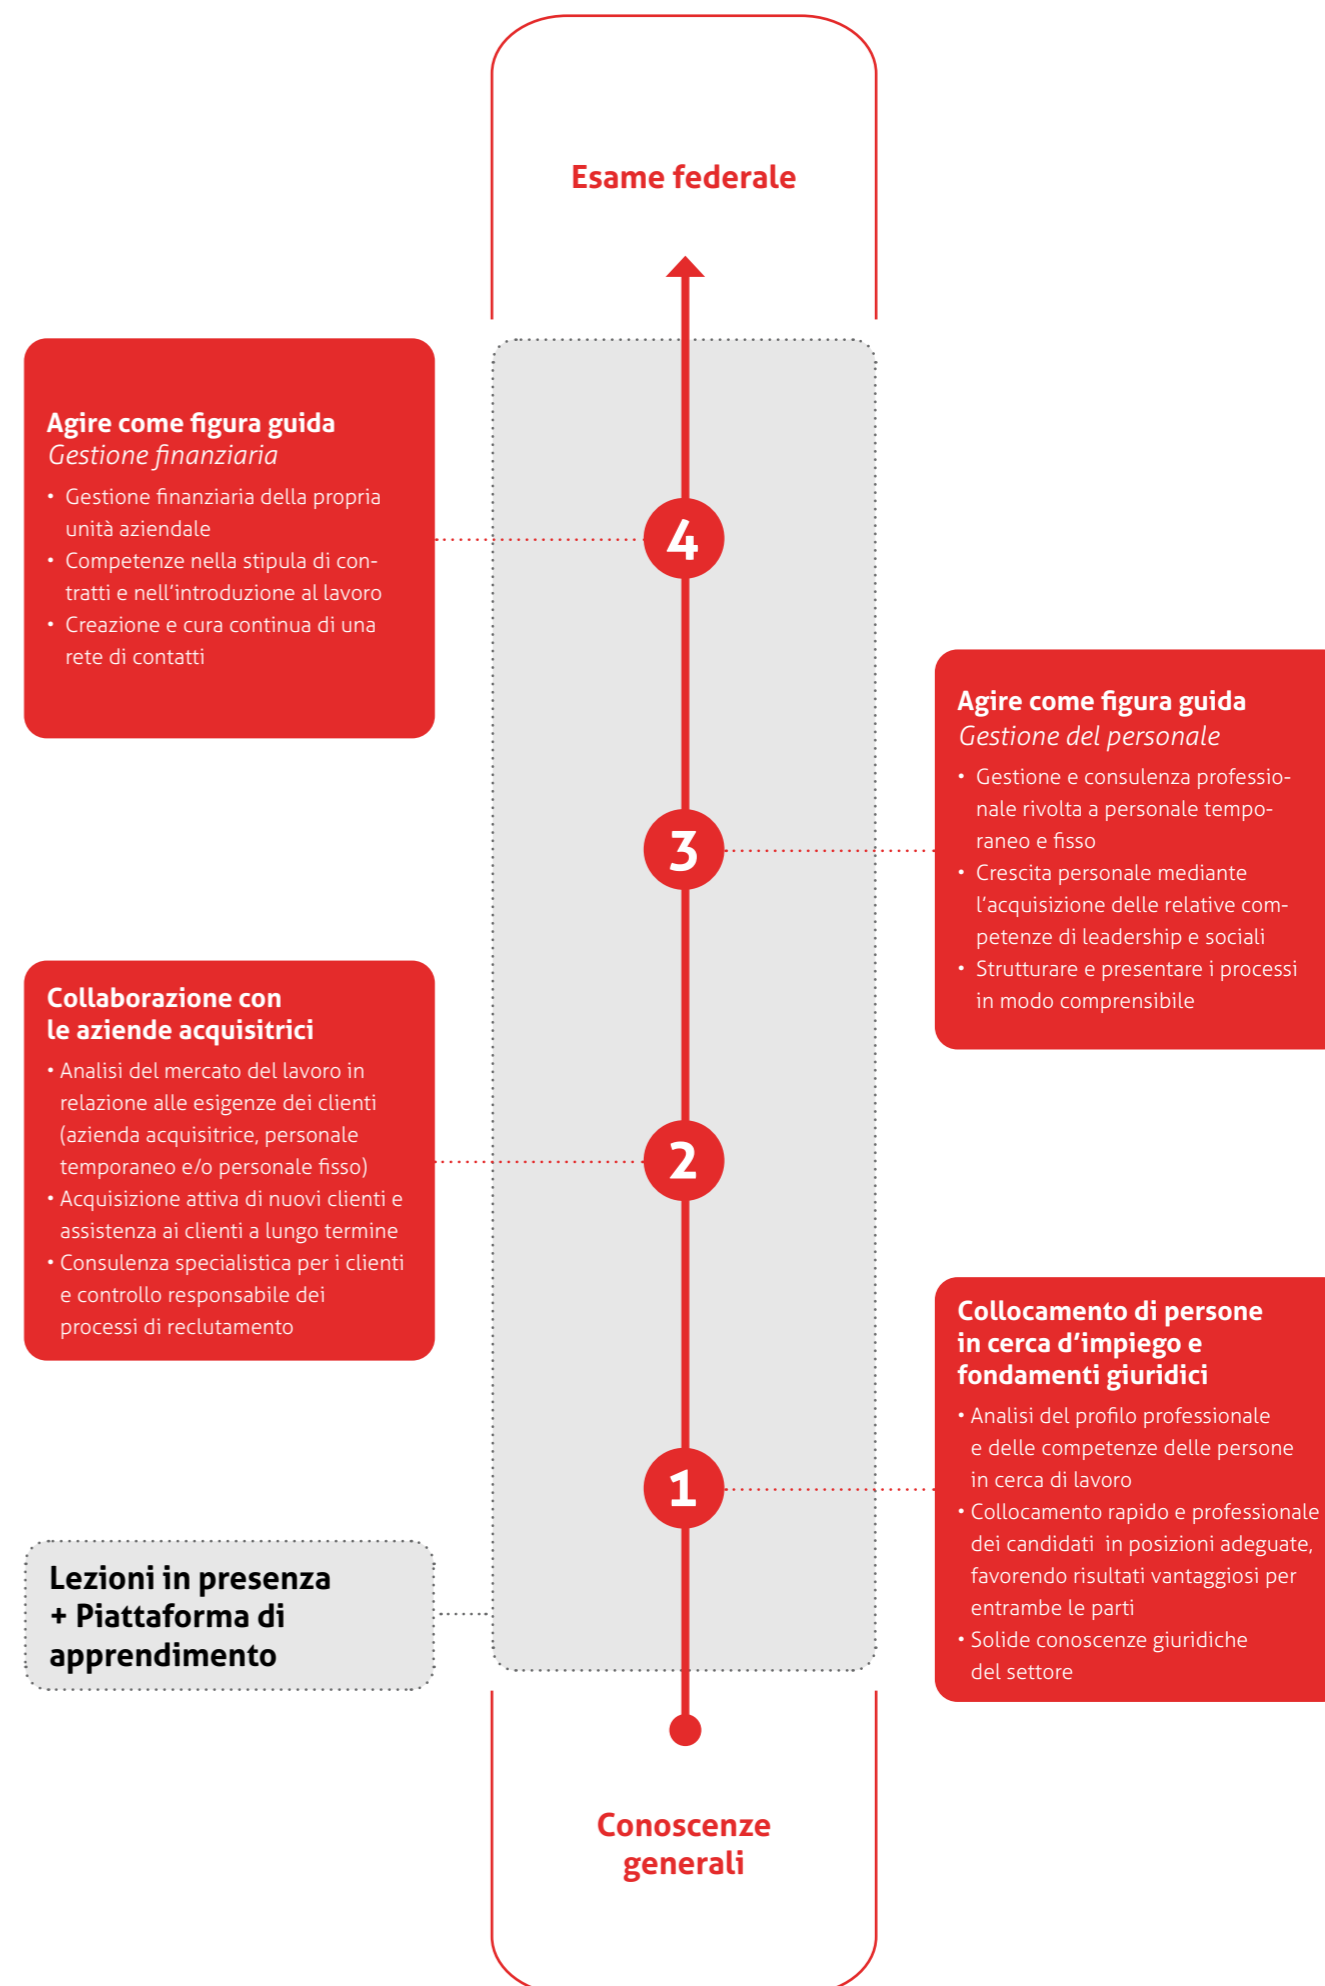 Esame federale
Agire come figura guida
Gestione finanziaria
• Gestione finanziaria della propria
unità aziendale
• Competenze nella stipula di con-
tratti e nell'introduzione al lavoro
• Creazione e cura continua di una
rete di contatti
4
Agire come figura guida
Gestione del personale
• Gestione e consulenza professio-
nale rivolta a personale tempo-
raneo e fisso
• Crescita personale mediante
l'acquisizione delle relative com-
petenze di leadership e sociali
• Strutturare e presentare i processi
in modo comprensibile
3
Collaborazione con
le aziende acquisitrici
• Analisi del mercato del lavoro in
relazione alle esigenze dei clienti
(azienda acquisitrice, personale
temporaneo e/o personale fisso)
• Acquisizione attiva di nuovi clienti e
assistenza ai clienti a lungo termine
• Consulenza specialistica per i clienti
e controllo responsabile dei
processi di reclutamento
2
Collocamento di persone
in cerca d'impiego e
fondamenti giuridici
• Analisi del profilo professionale
e delle competenze delle persone
in cerca di lavoro
• Collocamento rapido e professionale
dei candidati in posizioni adeguate,
favorendo risultati vantaggiosi per
entrambe le parti
• Solide conoscenze giuridiche
del settore
1
Lezioni in presenza
+ Piattaforma di
apprendimento
Conoscenze
generali